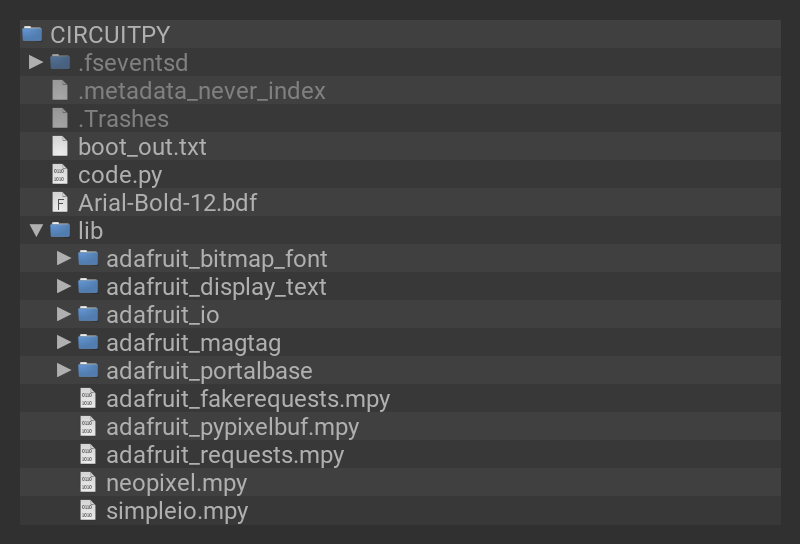 CIRCUITPY
.fseventsd
.metadata_never_index
.Trashes
boot_out.txt
code.py
Arial-Bold-12.bdf
lib
adafruit_bitmap_font
adafruit_display_text
adafruit_io
adafruit_magtag
adafruit_portalbase
adafruit_fakerequests.mpy
adafruit_pypixelbuf.mpy
adafruit_requests.mpy
neopixel.mpy
simpleio.mpy